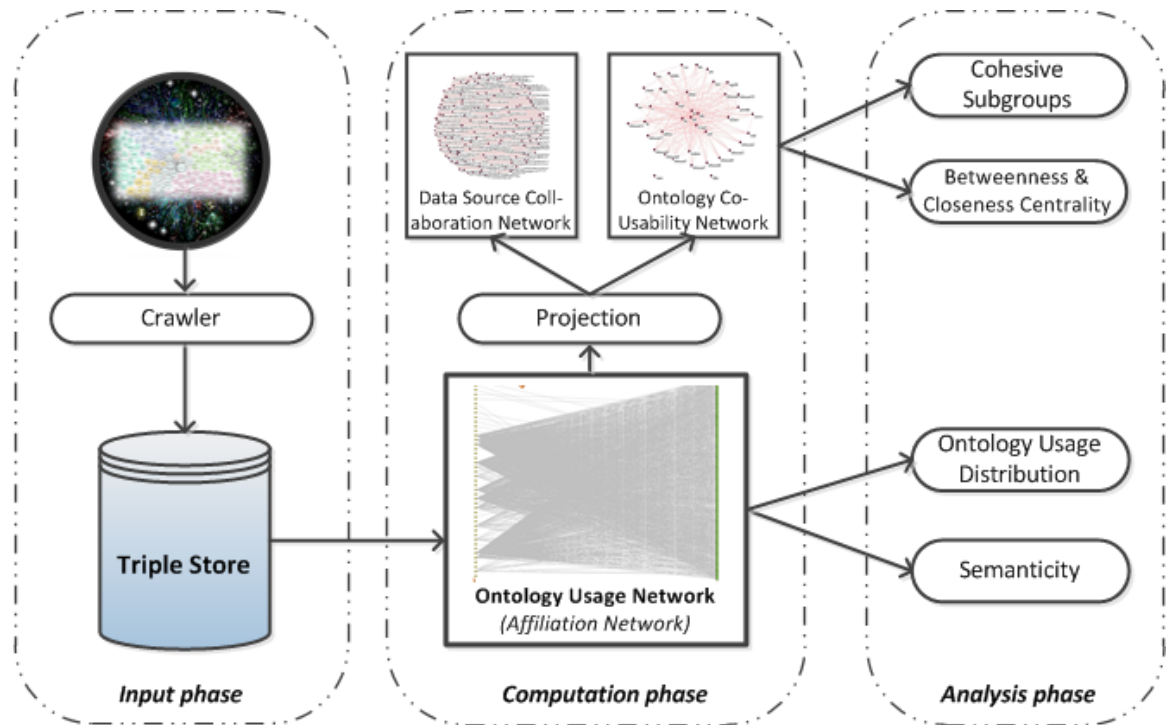 Crawler
Triple Store
Input phase
Data Source Coll-
aboration Network
Ontology Co-
Usability Network
Projection
Ontology Usage Network
(Affiliation Network)
Computation phase
Cohesive
Subgroups
Betweenness &
Closeness Centrality
Ontology Usage
Distribution
Semanticity
Analysis phase